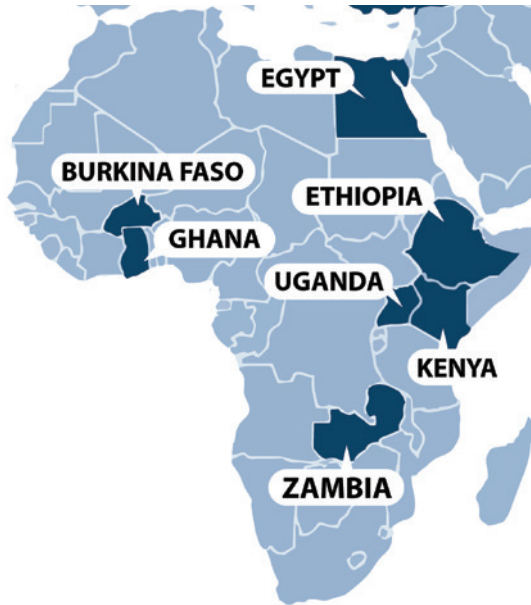 EGYPT
BURKINA FASO
ETHIOPIA
GHANA
UGANDA
KENYA
ZAMBIA